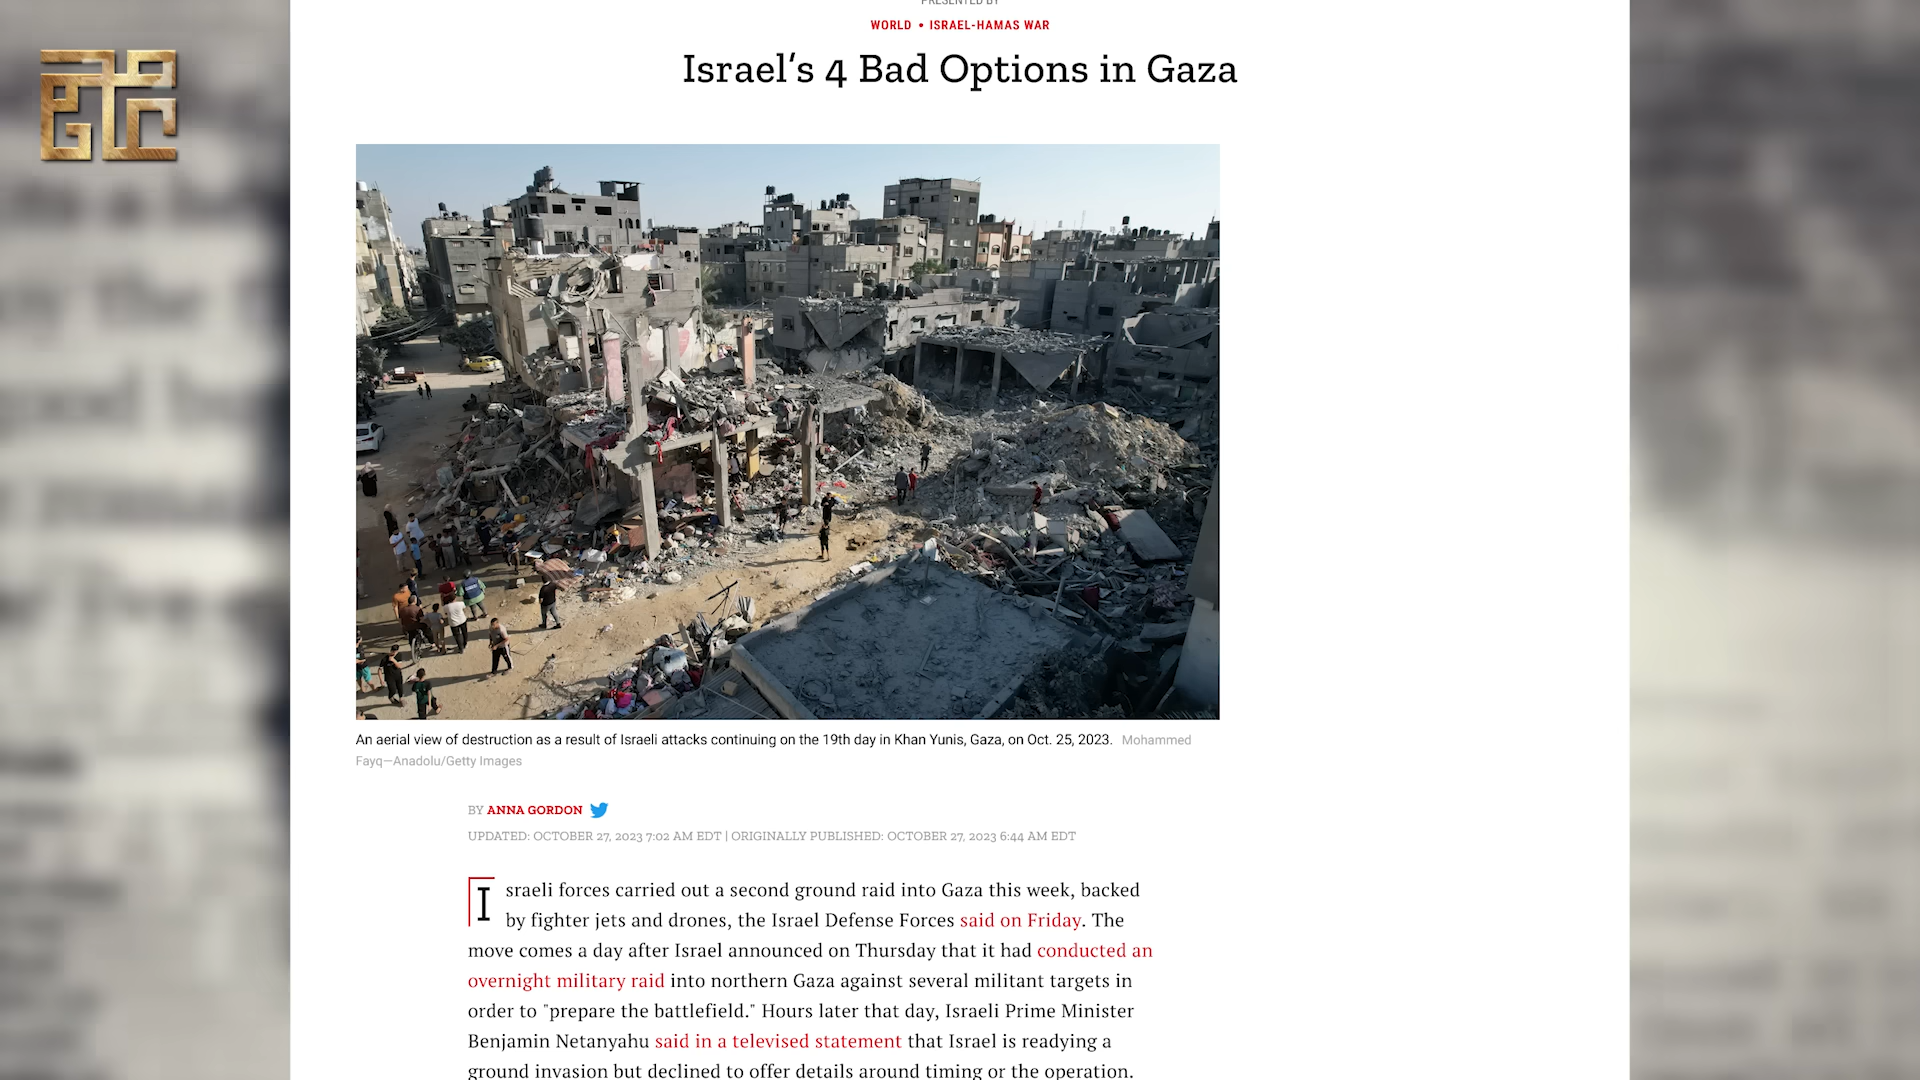 PRESENTED BY
WORLD • ISRAEL-HAMAS WAR
Israel’s 4 Bad Options in Gaza
An aerial view of destruction as a result of Israeli attacks continuing on the 19th day in Khan Yunis, Gaza, on Oct. 25, 2023. Mohammed
Fayq—Anadolu/Getty Images
BY ANNA GORDON
UPDATED: OCTOBER 27, 2023 7:02 AM EDT | ORIGINALLY PUBLISHED: OCTOBER 27, 2023 6:44 AM EDT
Israeli forces carried out a second ground raid into Gaza this week, backed
by fighter jets and drones, the Israel Defense Forces said on Friday. The
move comes a day after Israel announced on Thursday that it had conducted an
overnight military raid into northern Gaza against several militant targets in
order to "prepare the battlefield." Hours later that day, Israeli Prime Minister
Benjamin Netanyahu said in a televised statement that Israel is readying a
ground invasion but declined to offer details around timing or the operation.